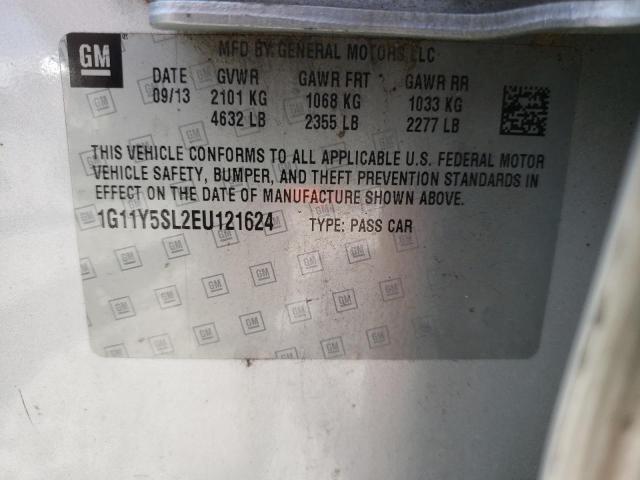 GM
MFD BY GENERAL MOTORS LLC
DATE GVWR GAWR FRT GAWR RR
09/13 2101 KG 1068 KG 1033 KG
4632 LB 2355 LB 2277 LB
THIS VEHICLE CONFORMS TO ALL APPLICABLE U.S. FEDERAL MOTOR
VEHICLE SAFETY, BUMPER, AND THEFT PREVENTION STANDARDS IN
EFFECT ON THE DATE OF MANUFACTURE SHOWN ABOVE.
1G11Y5SL2EU121624 TYPE: PASS CAR